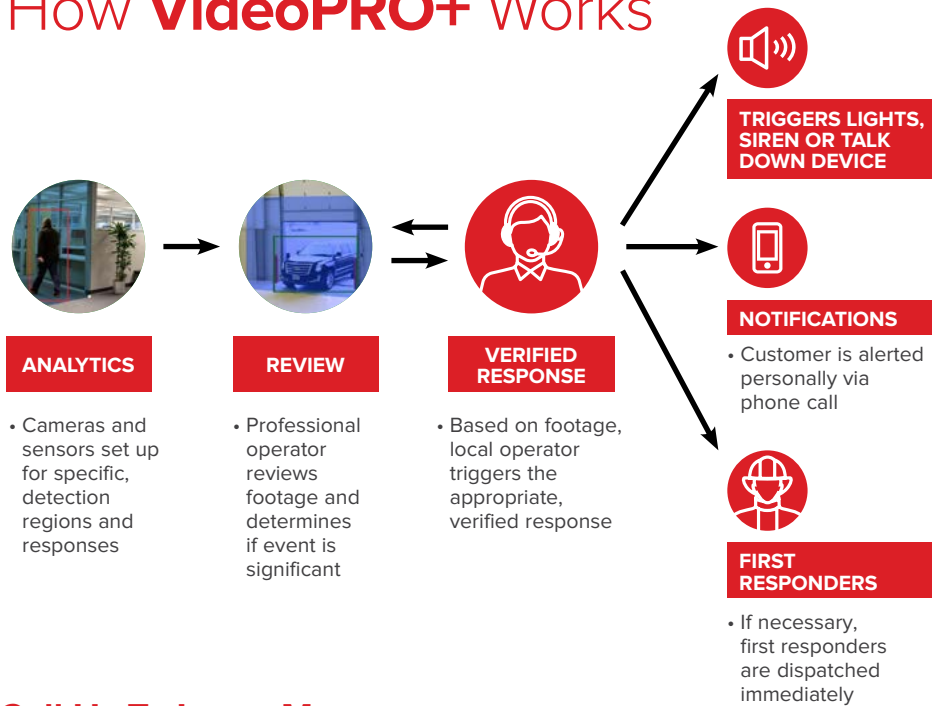 How VideoPRO+ Works
TRIGGERS LIGHTS,
SIREN OR TALK
DOWN DEVICE
ANALYTICS
• Cameras and
sensors set up
for specific,
detection
regions and
responses
REVIEW
• Professional
operator
reviews
footage and
determines
if event is
significant
VERIFIED
RESPONSE
• Based on footage,
local operator
triggers the
appropriate,
verified response
NOTIFICATIONS
• Customer is alerted
personally via
phone call
FIRST
RESPONDERS
• If necessary,
first responders
are dispatched
immediately